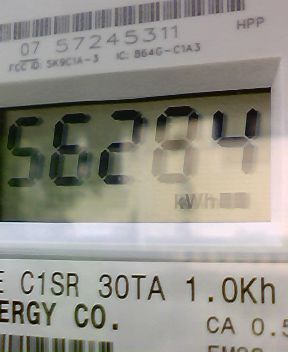 HPP
07 57245311
FCC ID: SK9C1A-3 IC: 864G-C1A3
56284
kWh
E C1SR 30TA 1.0Kh
ERGY CO.
CA 0.5